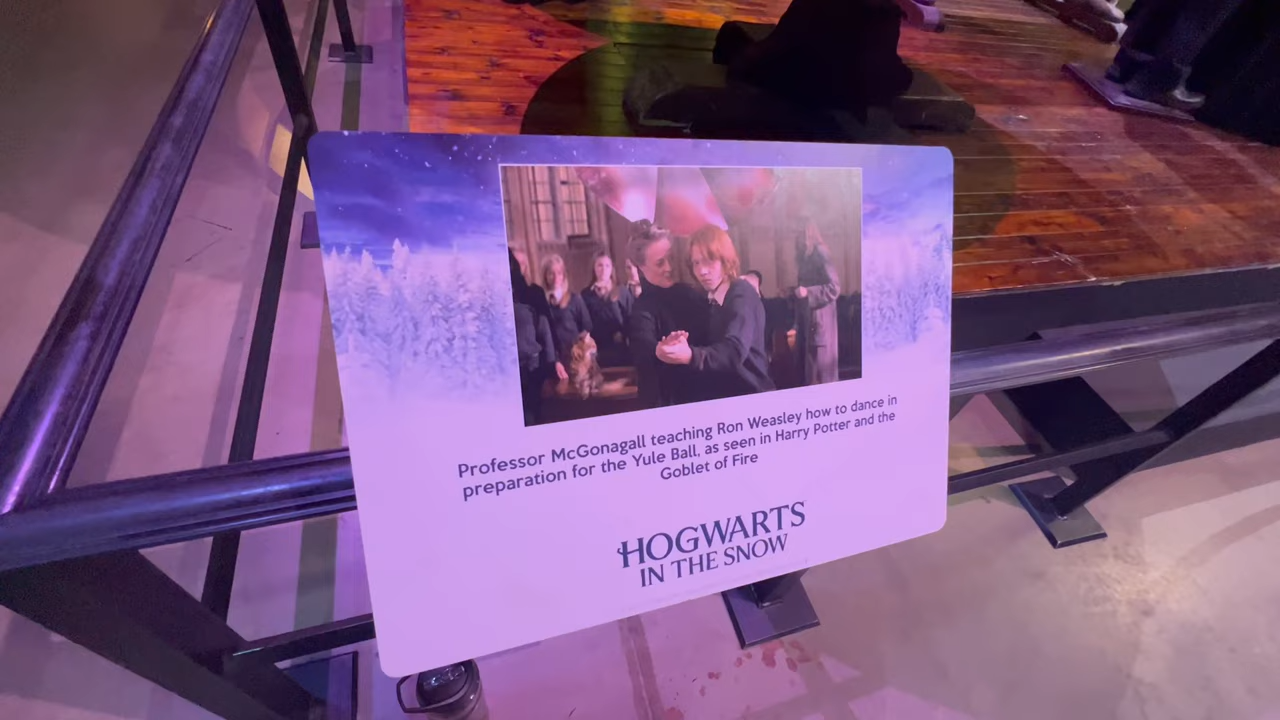 Professor McGonagall teaching Ron Weasley how to dance in
preparation for the Yule Ball, as seen in Harry Potter and the
Goblet of Fire
HOGWARTS
IN THE SNOW